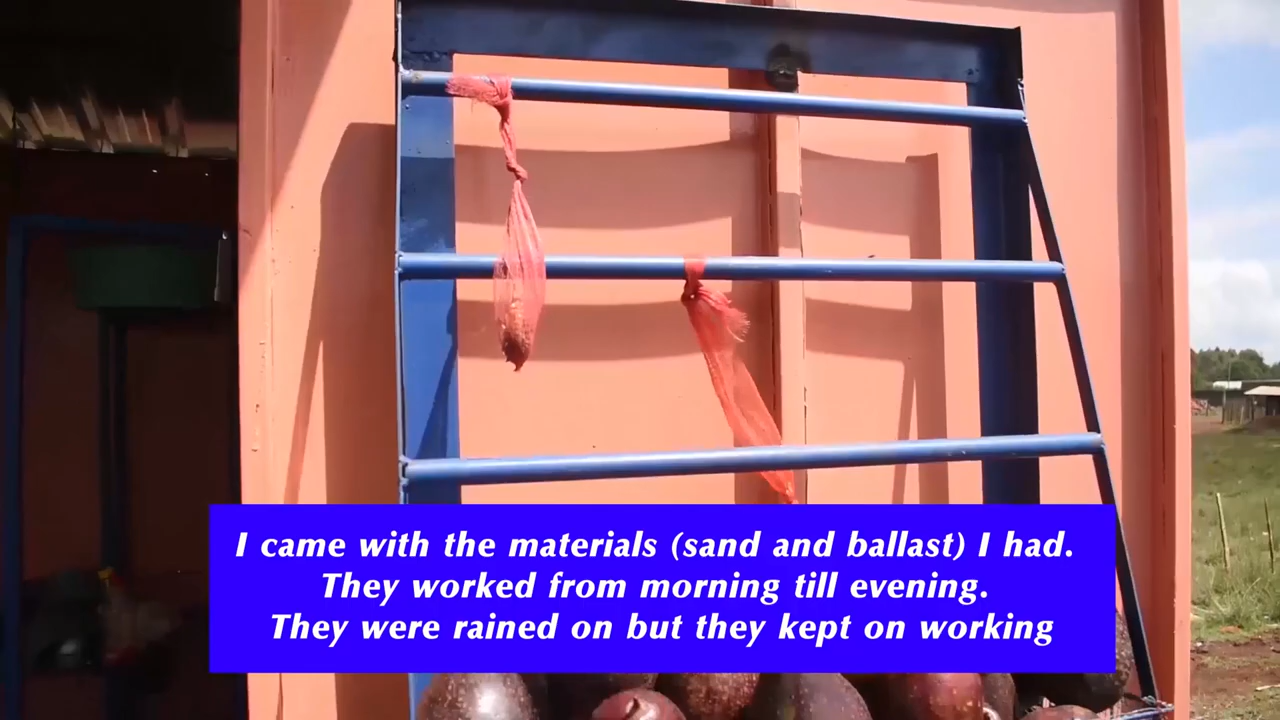 I came with the materials (sand and ballast) I had.
They worked from morning till evening.
They were rained on but they kept on working